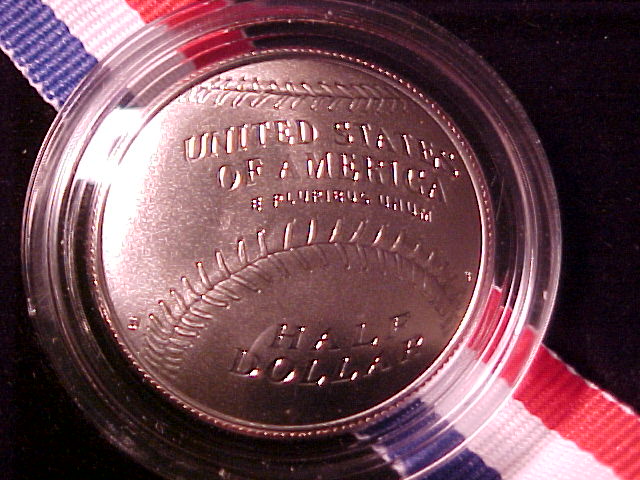 UNITED STATES
OF AMERICA
E PLURIBUS UNUM
HALF
DOLLAR